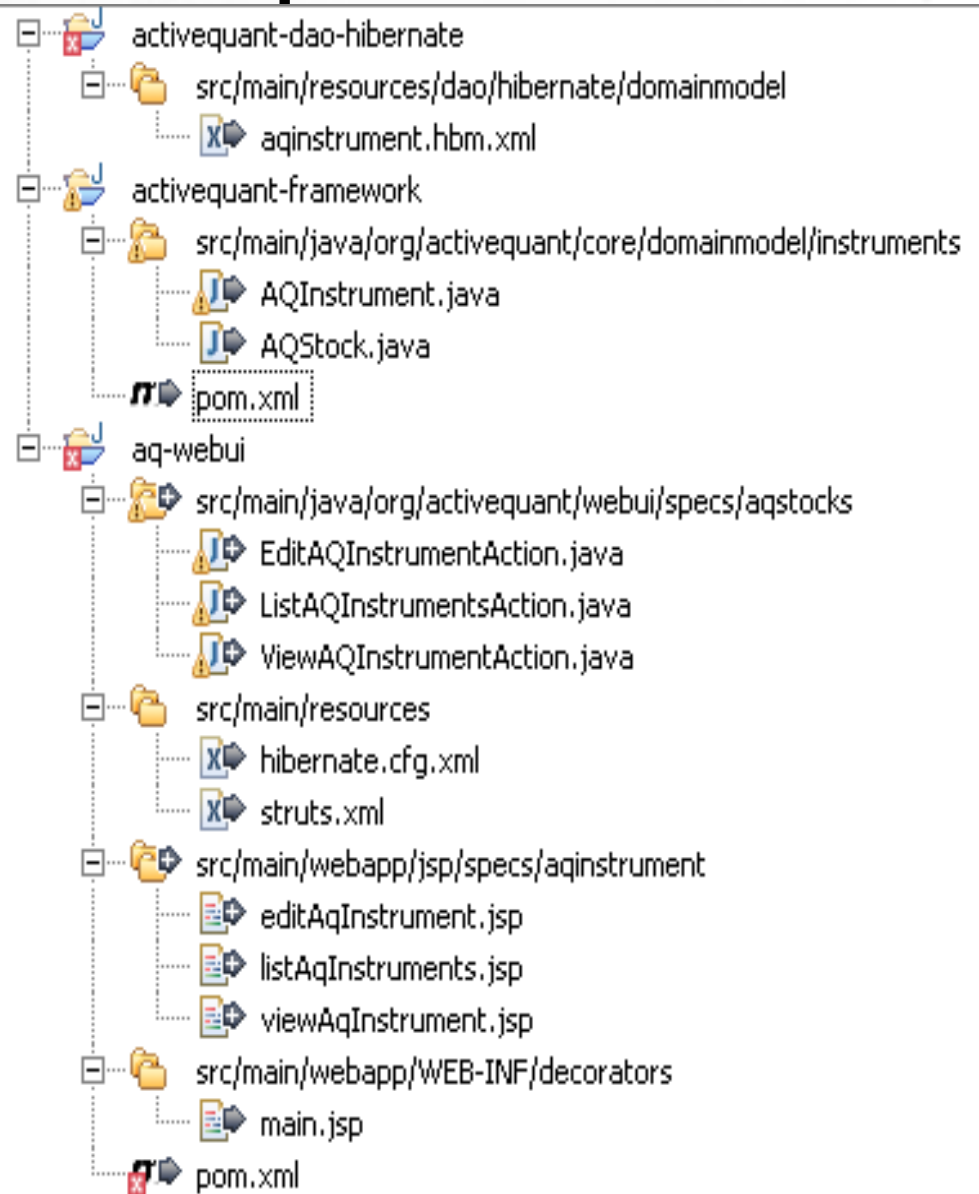 activequant-dao-hibernate
src/main/resources/dao/hibernate/domainmodel
aqinstrument.hbm.xml
activequant-framework
src/main/java/org/activequant/core/domainmodel/instruments
AQInstrument.java
AQStock.java
pom.xml
aq-webui
src/main/java/org/activequant/webui/specs/aqstocks
EditAQInstrumentAction.java
ListAQInstrumentsAction.java
ViewAQInstrumentAction.java
src/main/resources
hibernate.cfg.xml
struts.xml
src/main/webapp/jsp/specs/aqinstrument
editAqInstrument.jsp
listAqInstruments.jsp
viewAqInstrument.jsp
src/main/webapp/WEB-INF/decorators
main.jsp
pom.xml